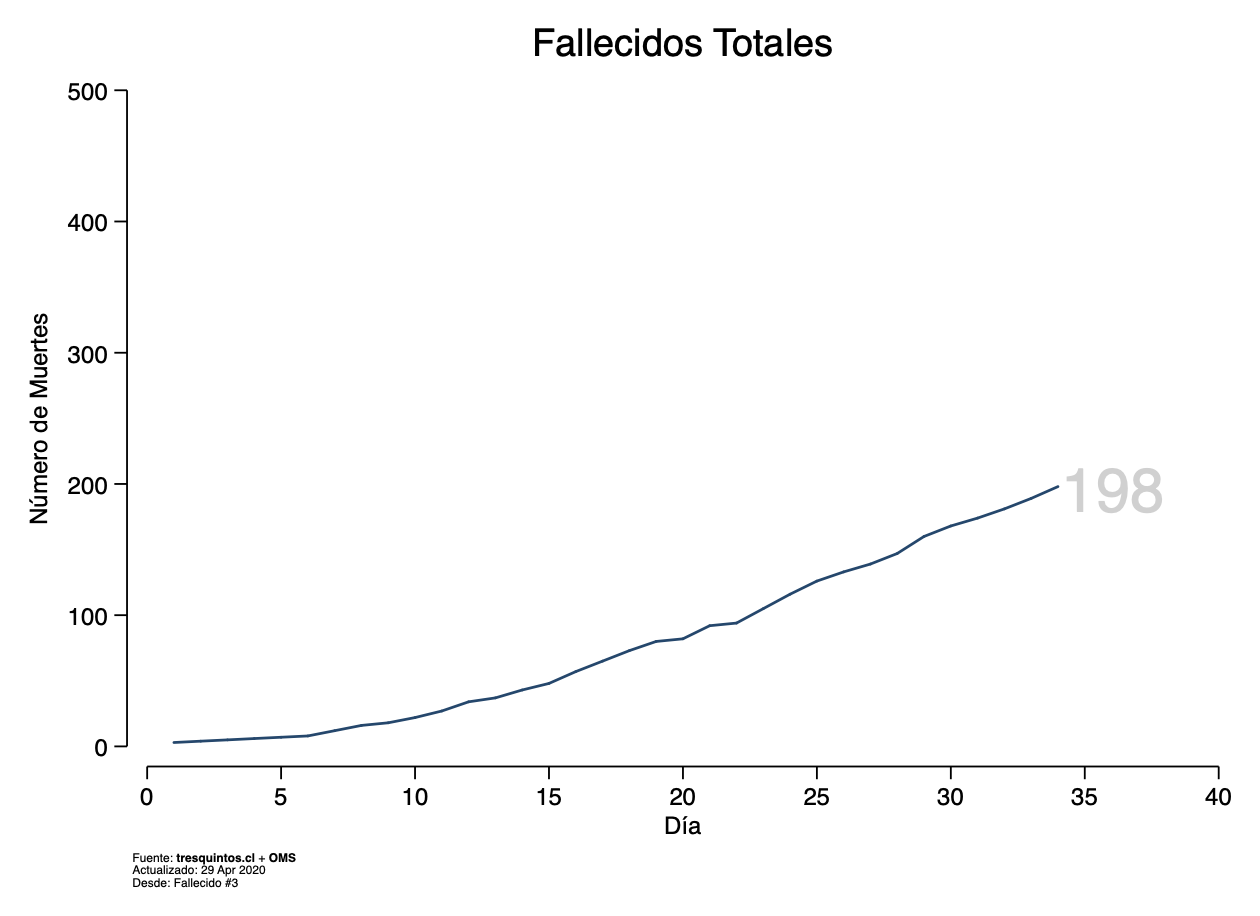 Fallecidos Totales
500
400
300
200
100
0
Número de Muertes
198
0 5 10 15 20 25 30 35 40
Día
Fuente: tresquintos.cl + OMS
Actualizado: 29 Apr 2020
Desde: Fallecido #3